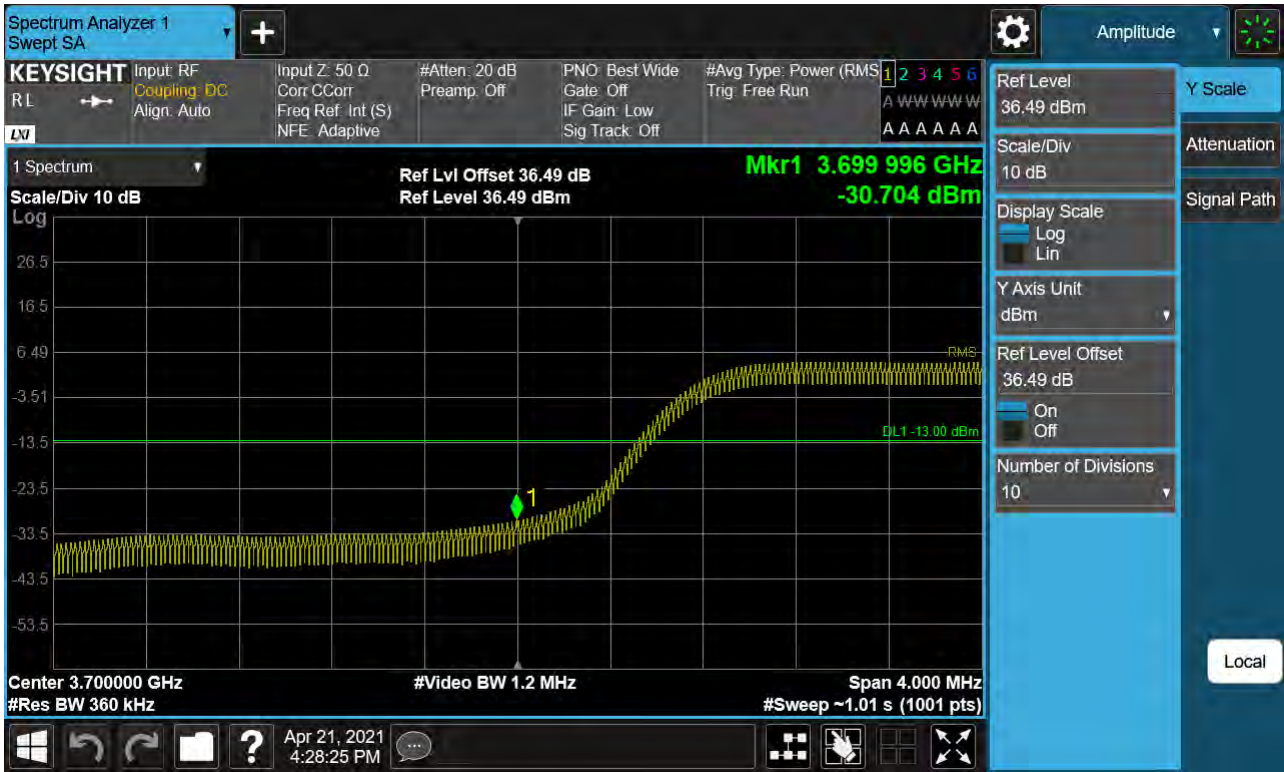 Spectrum Analyzer 1
Swept SA
+
Amplitude
KEYSIGHT
RL
LXI
Input: RF
Coupling: DC
Align: Auto
Input Z: 50 Ω
Corr CCorr
Freq Ref: Int (S)
NFE: Adaptive
#Atten: 20 dB
Preamp: Off
PNO: Best Wide
Gate: Off
IF Gain: Low
Sig Track: Off
#Avg Type: Power (RMS
Trig: Free Run
1 2 3 4 5 6
A W W W W W
A A A A A A
1 Spectrum
Scale/Div 10 dB
Ref Lvl Offset 36.49 dB
Ref Level 36.49 dBm
Mkr1 3.699 996 GHz
-30.704 dBm
Log
26.5
16.5
6.49
-3.51
-13.5
-23.5
-33.5
-43.5
-53.5
RMS
DL1 -13.00 dBm
1
Center 3.700000 GHz
#Res BW 360 kHz
#Video BW 1.2 MHz
Span 4.000 MHz
#Sweep ~1.01 s (1001 pts)
Ref Level
36.49 dBm
Scale/Div
10 dB
Display Scale
Log
Lin
Y Axis Unit
dBm
Ref Level Offset
36.49 dB
On
Off
Number of Divisions
10
Y Scale
Attenuation
Signal Path
Local
?
Apr 21, 2021
4:28:25 PM